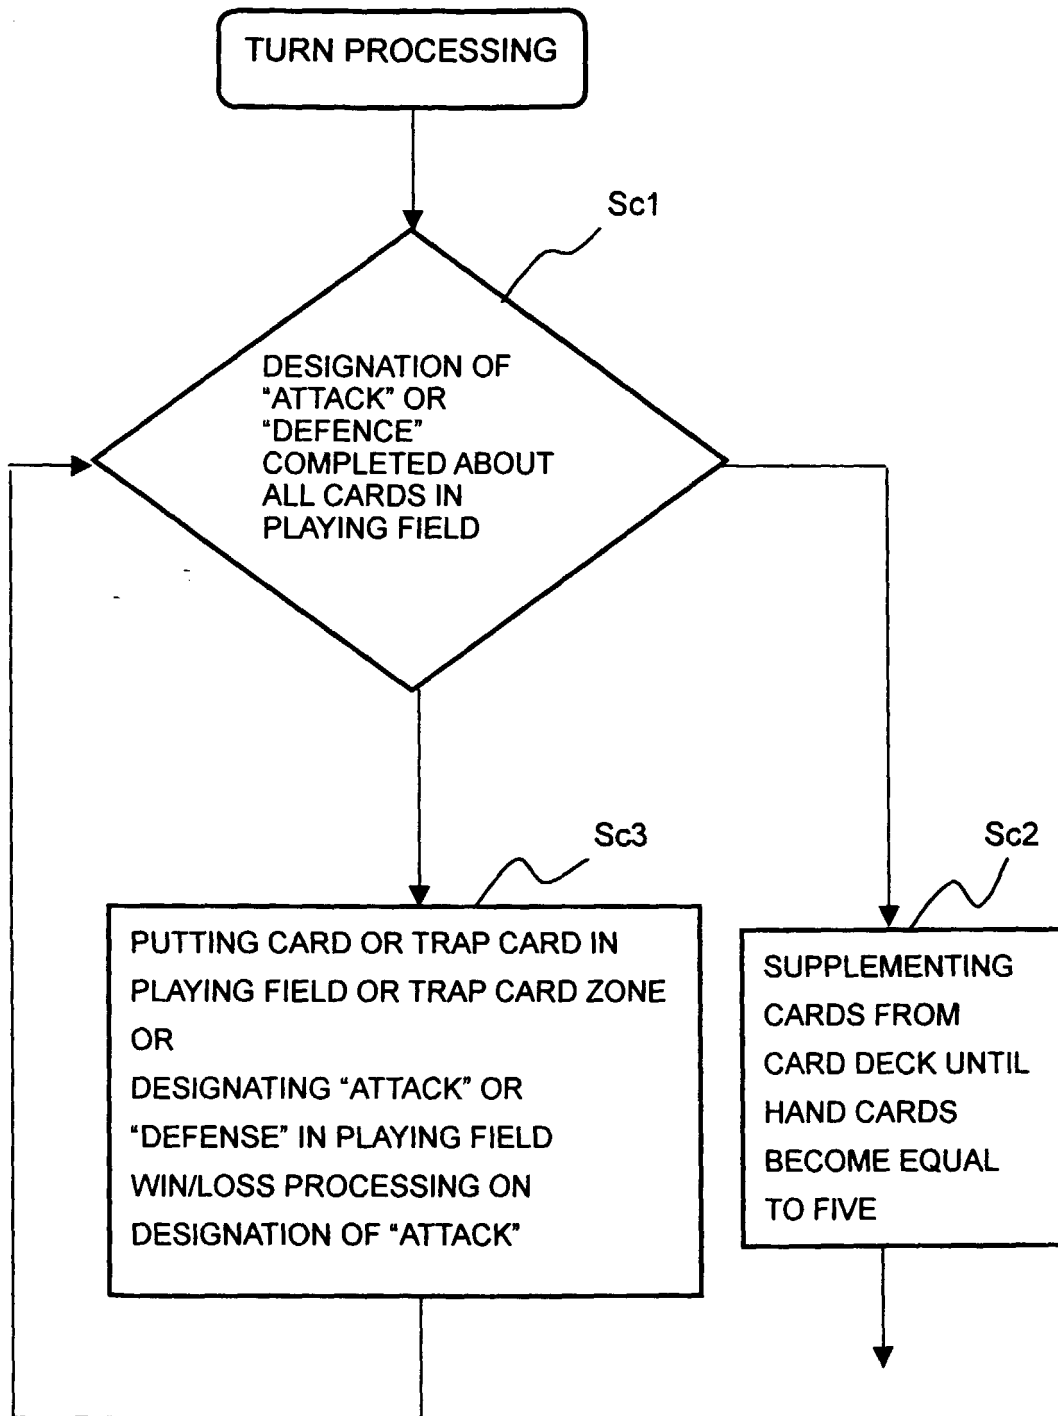 TURN PROCESSING
Sc1
DESIGNATION OF
"ATTACK" OR
"DEFENCE"
COMPLETED ABOUT
ALL CARDS IN
PLAYING FIELD
Sc3
Sc2
PUTTING CARD OR TRAP CARD IN
PLAYING FIELD OR TRAP CARD ZONE
OR
DESIGNATING “ATTACK” OR
“DEFENSE” IN PLAYING FIELD
WIN/LOSS PROCESSING ON
DESIGNATION OF “ATTACK”
SUPPLEMENTING
CARDS FROM
CARD DECK UNTIL
HAND CARDS
BECOME EQUAL
TO FIVE